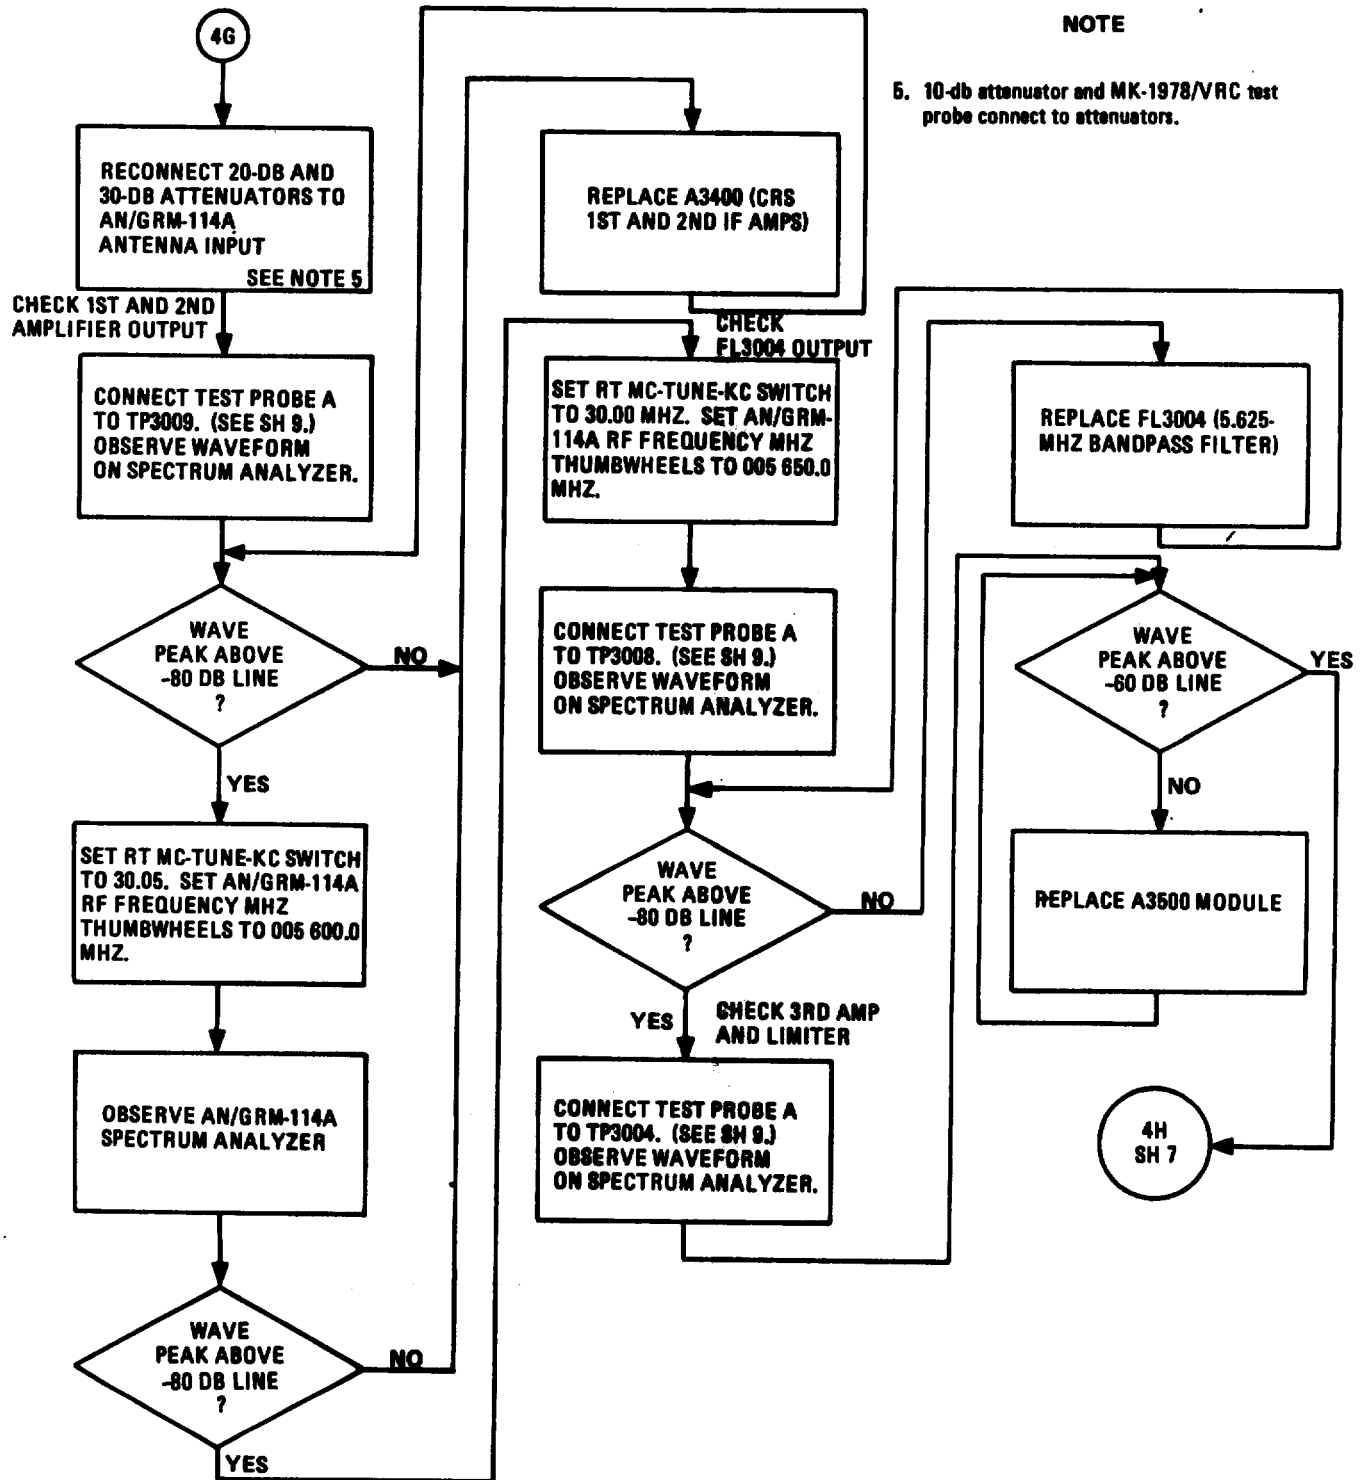 4G
RECONNECT 20-DB AND
30-DB ATTENUATORS TO
AN/GRM-114A
ANTENNA INPUT
SEE NOTE 5
CHECK 1ST AND 2ND
AMPLIFIER OUTPUT
CONNECT TEST PROBE A
TO TP3009. (SEE SH 9.)
OBSERVE WAVEFORM
ON SPECTRUM ANALYZER.
WAVE
PEAK ABOVE
-80 DB LINE
?
NO
YES
SET RT MC-TUNE-KC SWITCH
TO 30.05. SET AN/GRM-114A
RF FREQUENCY MHZ
THUMBWHEELS TO 005 600.0
MHZ.
OBSERVE AN/GRM-114A
SPECTRUM ANALYZER
WAVE
PEAK ABOVE
-80 DB LINE
?
NO
YES
REPLACE A3400 (CRS
1ST AND 2ND IF AMPS)
CHECK
FL3004 OUTPUT
SET RT MC-TUNE-KC SWITCH
TO 30.00 MHZ. SET AN/GRM-
114A RF FREQUENCY MHZ
THUMBWHEELS TO 005 650.0
MHZ.
CONNECT TEST PROBE A
TO TP3008. (SEE SH 9.)
OBSERVE WAVEFORM
ON SPECTRUM ANALYZER.
WAVE
PEAK ABOVE
-80 DB LINE
?
NO
YES
CHECK 3RD AMP
AND LIMITER
CONNECT TEST PROBE A
TO TP3004. (SEE SH 9.)
OBSERVE WAVEFORM
ON SPECTRUM ANALYZER.
NOTE
5. 10-db attenuator and MK-1978/VRC test
probe connect to attenuators.
REPLACE FL3004 (5.625-
MHZ BANDPASS FILTER)
WAVE
PEAK ABOVE
-60 DB LINE
?
YES
NO
REPLACE A3500 MODULE
4H
SH 7